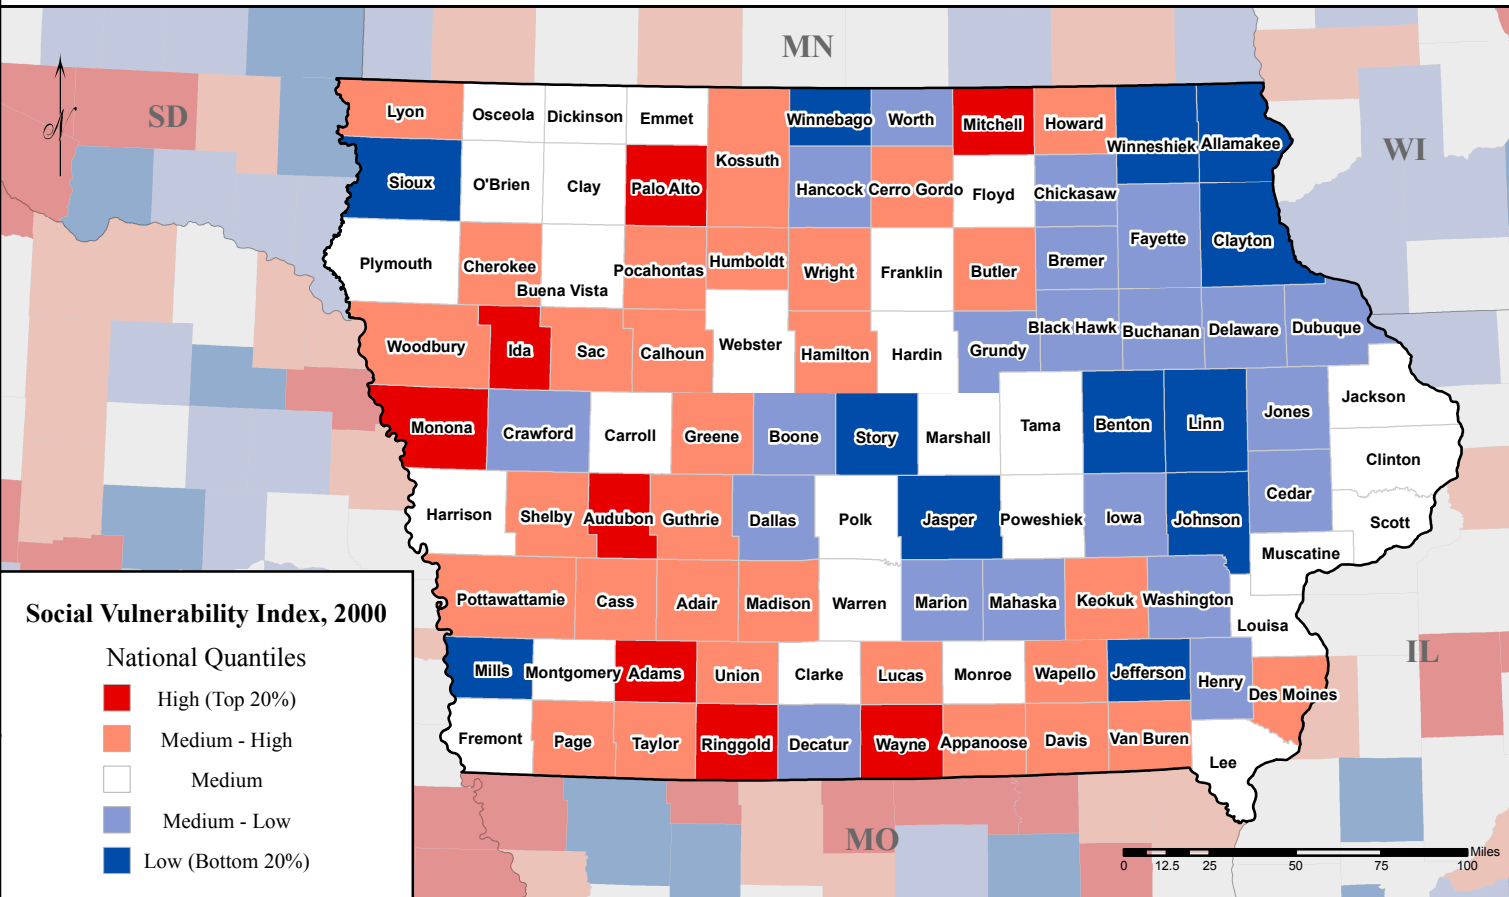 MN
SD
WI
IL
MO
N
Lyon
Osceola
Dickinson
Emmet
Kossuth
Winnebago
Worth
Mitchell
Howard
Winneshiek
Allamakee
Sioux
O'Brien
Clay
Palo Alto
Hancock
Cerro Gordo
Floyd
Chickasaw
Plymouth
Cherokee
Buena Vista
Pocahontas
Humboldt
Wright
Franklin
Butler
Bremer
Fayette
Clayton
Woodbury
Ida
Sac
Calhoun
Webster
Hamilton
Hardin
Grundy
Black Hawk
Buchanan
Delaware
Dubuque
Monona
Crawford
Carroll
Greene
Boone
Story
Marshall
Tama
Benton
Linn
Jones
Jackson
Clinton
Harrison
Shelby
Audubon
Guthrie
Dallas
Polk
Jasper
Poweshiek
Iowa
Johnson
Cedar
Scott
Muscatine
Pottawattamie
Cass
Adair
Madison
Warren
Marion
Mahaska
Keokuk
Washington
Louisa
Mills
Montgomery
Adams
Union
Clarke
Lucas
Monroe
Wapello
Jefferson
Henry
Des Moines
Fremont
Page
Taylor
Ringgold
Decatur
Wayne
Appanoose
Davis
Van Buren
Lee
Social Vulnerability Index, 2000
National Quantiles
High (Top 20%)
Medium - High
Medium
Medium - Low
Low (Bottom 20%)
Miles
0 12.5 25 50 75 100